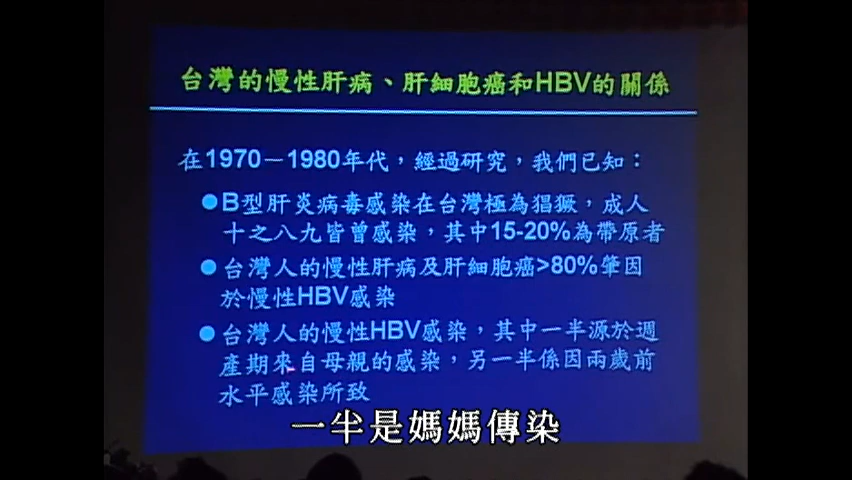 台灣的慢性肝病、肝細胞癌和HBV的關係
在1970－1980年代，經過研究，我們已知：
●B型肝炎病毒感染在台灣極為猖獗，成人
十之八九皆曾感染，其中15-20%為帶原者
●台灣人的慢性肝病及肝細胞癌>80%肇因
於慢性HBV感染
●台灣人的慢性HBV感染，其中一半源於週
產期來自母親的感染，另一半係因兩歲前
水平感染所致
一半是媽媽傳染